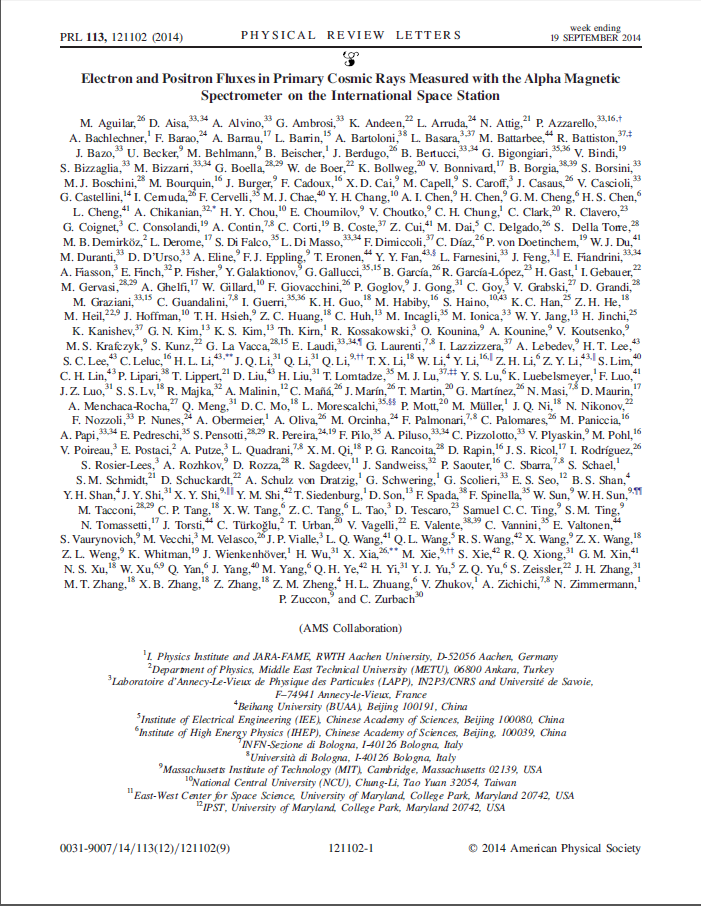 PRL 113, 121102 (2014)
PHYSICAL REVIEW LETTERS
week ending
19 SEPTEMBER 2014
Electron and Positron Fluxes in Primary Cosmic Rays Measured with the Alpha Magnetic
Spectrometer on the International Space Station
M. Aguilar,26 D. Aisa,33,34 A. Alvino,33 G. Ambrosi,33 K. Andeen,22 L. Arruda,24 N. Attig,21 P. Azzarello,33,16,†
A. Bachlechner,1 F. Barao,24 A. Barrau,17 L. Barrin,15 A. Bartoloni,38 L. Basara,3,37 M. Battarbee,44 R. Battiston,37,‡
J. Bazo,33 U. Becker,9 M. Behlmann,9 B. Beischer,1 J. Berdugo,26 B. Bertucci,33,34 G. Bigongiari,35,36 V. Bindi,19
S. Bizzaglia,33 M. Bizzarri,33,34 G. Boella,28,29 W. de Boer,22 K. Bollweg,20 V. Bonnivard,17 B. Borgia,38,39 S. Borsini,33
M. J. Boschini,28 M. Bourquin,16 J. Burger,9 F. Cadoux,16 X. D. Cai,9 M. Capell,9 S. Caroff,3 J. Casaus,26 V. Cascioli,33
G. Castellini,14 I. Cernuda,26 F. Cervelli,35 M. J. Chae,40 Y. H. Chang,10 A. I. Chen,9 H. Chen,9 G. M. Cheng,6 H. S. Chen,6
L. Cheng,41 A. Chikanian,32,* H. Y. Chou,10 E. Choumilov,9 V. Choutko,9 C. H. Chung,1 C. Clark,20 R. Clavero,23
G. Coignet,3 C. Consolandi,19 A. Contin,7,8 C. Corti,19 B. Coste,37 Z. Cui,41 M. Dai,5 C. Delgado,26 S. Della Torre,28
M. B. Demirköz,2 L. Derome,17 S. Di Falco,35 L. Di Masso,33,34 F. Dimiccoli,37 C. Díaz,26 P. von Doetinchem,19 W. J. Du,41
M. Duranti,33 D. D'Urso,33 A. Eline,9 F. J. Eppling,9 T. Eronen,44 Y. Y. Fan,43,§ L. Farnesini,33 J. Feng,3,∥ E. Fiandrini,33,34
A. Fiasson,3 E. Finch,32 P. Fisher,9 Y. Galaktionov,9 G. Gallucci,35,15 B. García,26 R. García-López,23 H. Gast,1 I. Gebauer,22
M. Gervasi,28,29 A. Ghelfi,17 W. Gillard,10 F. Giovacchini,26 P. Goglov,9 J. Gong,31 C. Goy,3 V. Grabski,27 D. Grandi,28
M. Graziani,33,15 C. Guandalini,7,8 I. Guerri,35,36 K. H. Guo,18 M. Habiby,16 S. Haino,10,43 K. C. Han,25 Z. H. He,18
M. Heil,22,9 J. Hoffman,10 T. H. Hsieh,9 Z. C. Huang,18 C. Huh,13 M. Incagli,35 M. Ionica,33 W. Y. Jang,13 H. Jinchi,25
K. Kanishev,37 G. N. Kim,13 K. S. Kim,13 Th. Kirn,1 R. Kossakowski,3 O. Kounina,9 A. Kounine,9 V. Koutsenko,9
M. S. Krafczyk,9 S. Kunz,22 G. La Vacca,28,15 E. Laudi,33,34,¶ G. Laurenti,7,8 I. Lazzizzera,37 A. Lebedev,9 H. T. Lee,43
S. C. Lee,43 C. Leluc,16 H. L. Li,43,** J. Q. Li,31 Q. Li,31 Q. Li,9,†† T. X. Li,18 W. Li,4 Y. Li,16,∥ Z. H. Li,6 Z. Y. Li,43,∥ S. Lim,40
C. H. Lin,43 P. Lipari,38 T. Lippert,21 D. Liu,43 H. Liu,31 T. Lomtadze,35 M. J. Lu,37,‡‡ Y. S. Lu,6 K. Luebelsmeyer,1 F. Luo,41
J. Z. Luo,31 S. S. Lv,18 R. Majka,32 A. Malinin,12 C. Mañá,26 J. Marín,26 T. Martin,20 G. Martínez,26 N. Masi,7,8 D. Maurin,17
A. Menchaca-Rocha,27 Q. Meng,31 D. C. Mo,18 L. Morescalchi,35,§§ P. Mott,20 M. Müller,1 J. Q. Ni,18 N. Nikonov,22
F. Nozzoli,33 P. Nunes,24 A. Obermeier,1 A. Oliva,26 M. Orcinha,24 F. Palmonari,7,8 C. Palomares,26 M. Paniccia,16
A. Papi,33,34 E. Pedreschi,35 S. Pensotti,28,29 R. Pereira,24,19 F. Pilo,35 A. Piluso,33,34 C. Pizzolotto,33 V. Plyaskin,9 M. Pohl,16
V. Poireau,3 E. Postaci,2 A. Putze,3 L. Quadrani,7,8 X. M. Qi,18 P. G. Rancoita,28 D. Rapin,16 J. S. Ricol,17 I. Rodríguez,26
S. Rosier-Lees,3 A. Rozhkov,9 D. Rozza,28 R. Sagdeev,11 J. Sandweiss,32 P. Saouter,16 C. Sbarra,7,8 S. Schael,1
S. M. Schmidt,21 D. Schuckardt,22 A. Schulz von Dratzig,1 G. Schwering,1 G. Scolieri,33 E. S. Seo,12 B. S. Shan,4
Y. H. Shan,4 J. Y. Shi,31 X. Y. Shi,9,∥∥ Y. M. Shi,42 T. Siedenburg,1 D. Son,13 F. Spada,38 F. Spinella,35 W. Sun,9 W. H. Sun,9,¶¶
M. Tacconi,28,29 C. P. Tang,18 X. W. Tang,6 Z. C. Tang,6 L. Tao,3 D. Tescaro,23 Samuel C. C. Ting,9 S. M. Ting,9
N. Tomassetti,17 J. Torsti,44 C. Türkoğlu,2 T. Urban,20 V. Vagelli,22 E. Valente,38,39 C. Vannini,35 E. Valtonen,44
S. Vaurynovich,9 M. Vecchi,3 M. Velasco,26 J. P. Vialle,3 L. Q. Wang,41 Q. L. Wang,5 R. S. Wang,42 X. Wang,9 Z. X. Wang,18
Z. L. Weng,9 K. Whitman,19 J. Wienkenhöver,1 H. Wu,31 X. Xia,26,** M. Xie,9,†† S. Xie,42 R. Q. Xiong,31 G. M. Xin,41
N. S. Xu,18 W. Xu,6,9 Q. Yan,6 J. Yang,40 M. Yang,6 Q. H. Ye,42 H. Yi,31 Y. J. Yu,5 Z. Q. Yu,6 S. Zeissler,22 J. H. Zhang,31
M. T. Zhang,18 X. B. Zhang,18 Z. Zhang,18 Z. M. Zheng,4 H. L. Zhuang,6 V. Zhukov,1 A. Zichichi,7,8 N. Zimmermann,1
P. Zuccon,9 and C. Zurbach30
(AMS Collaboration)
1I. Physics Institute and JARA-FAME, RWTH Aachen University, D-52056 Aachen, Germany
2Department of Physics, Middle East Technical University (METU), 06800 Ankara, Turkey
3Laboratoire d'Annecy-Le-Vieux de Physique des Particules (LAPP), IN2P3/CNRS and Université de Savoie,
F–74941 Annecy-le-Vieux, France
4Beihang University (BUAA), Beijing 100191, China
5Institute of Electrical Engineering (IEE), Chinese Academy of Sciences, Beijing 100080, China
6Institute of High Energy Physics (IHEP), Chinese Academy of Sciences, Beijing, 100039, China
7INFN-Sezione di Bologna, I-40126 Bologna, Italy
8Università di Bologna, I-40126 Bologna, Italy
9Massachusetts Institute of Technology (MIT), Cambridge, Massachusetts 02139, USA
10National Central University (NCU), Chung-Li, Tao Yuan 32054, Taiwan
11East-West Center for Space Science, University of Maryland, College Park, Maryland 20742, USA
12IPST, University of Maryland, College Park, Maryland 20742, USA
0031-9007/14/113(12)/121102(9)
121102-1
© 2014 American Physical Society